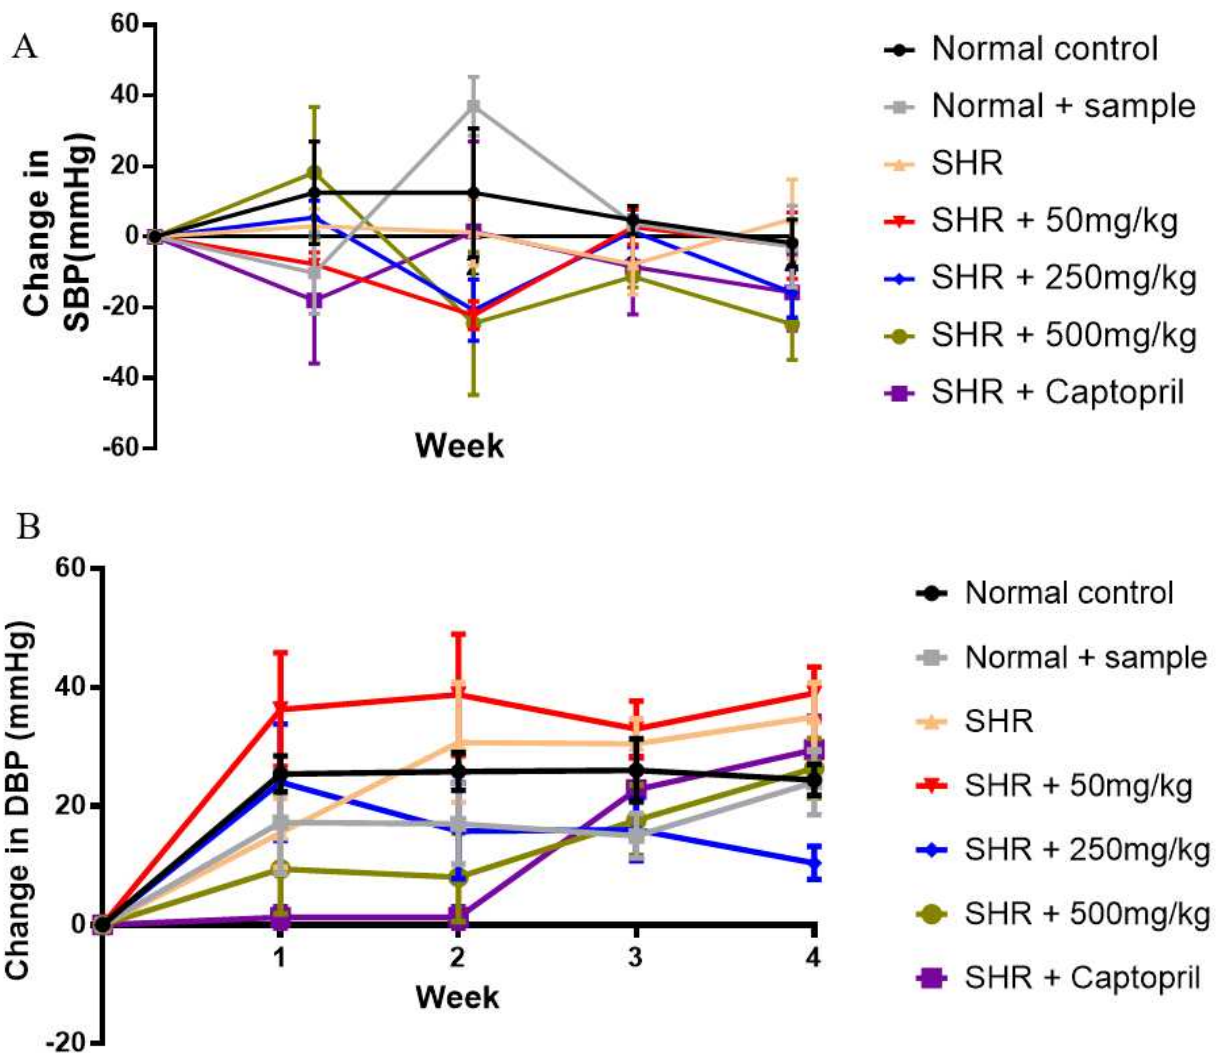 A
60
40
20
0
-20
-40
-60
Change in
SBP(mmHg)
Week
Normal control
Normal + sample
SHR
SHR + 50mg/kg
SHR + 250mg/kg
SHR + 500mg/kg
SHR + Captopril
B
60
40
20
0
-20
Change in DBP (mmHg)
1 2 3 4
Week
Normal control
Normal + sample
SHR
SHR + 50mg/kg
SHR + 250mg/kg
SHR + 500mg/kg
SHR + Captopril